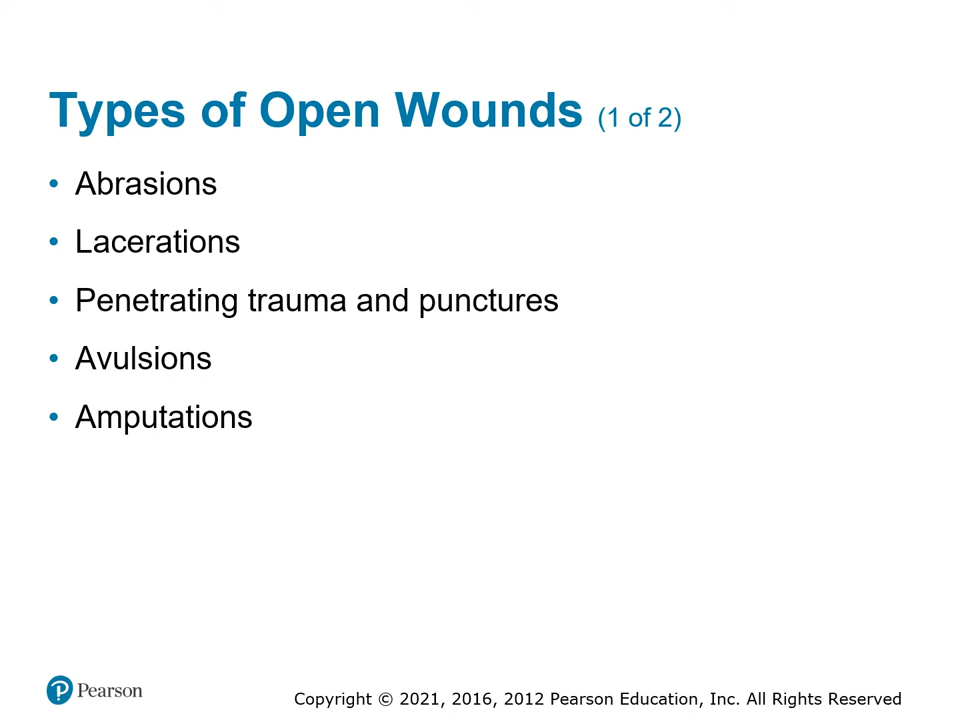 Types of Open Wounds (1 of 2)
• Abrasions
• Lacerations
• Penetrating trauma and punctures
• Avulsions
• Amputations
Pearson
Copyright © 2021, 2016, 2012 Pearson Education, Inc. All Rights Reserved